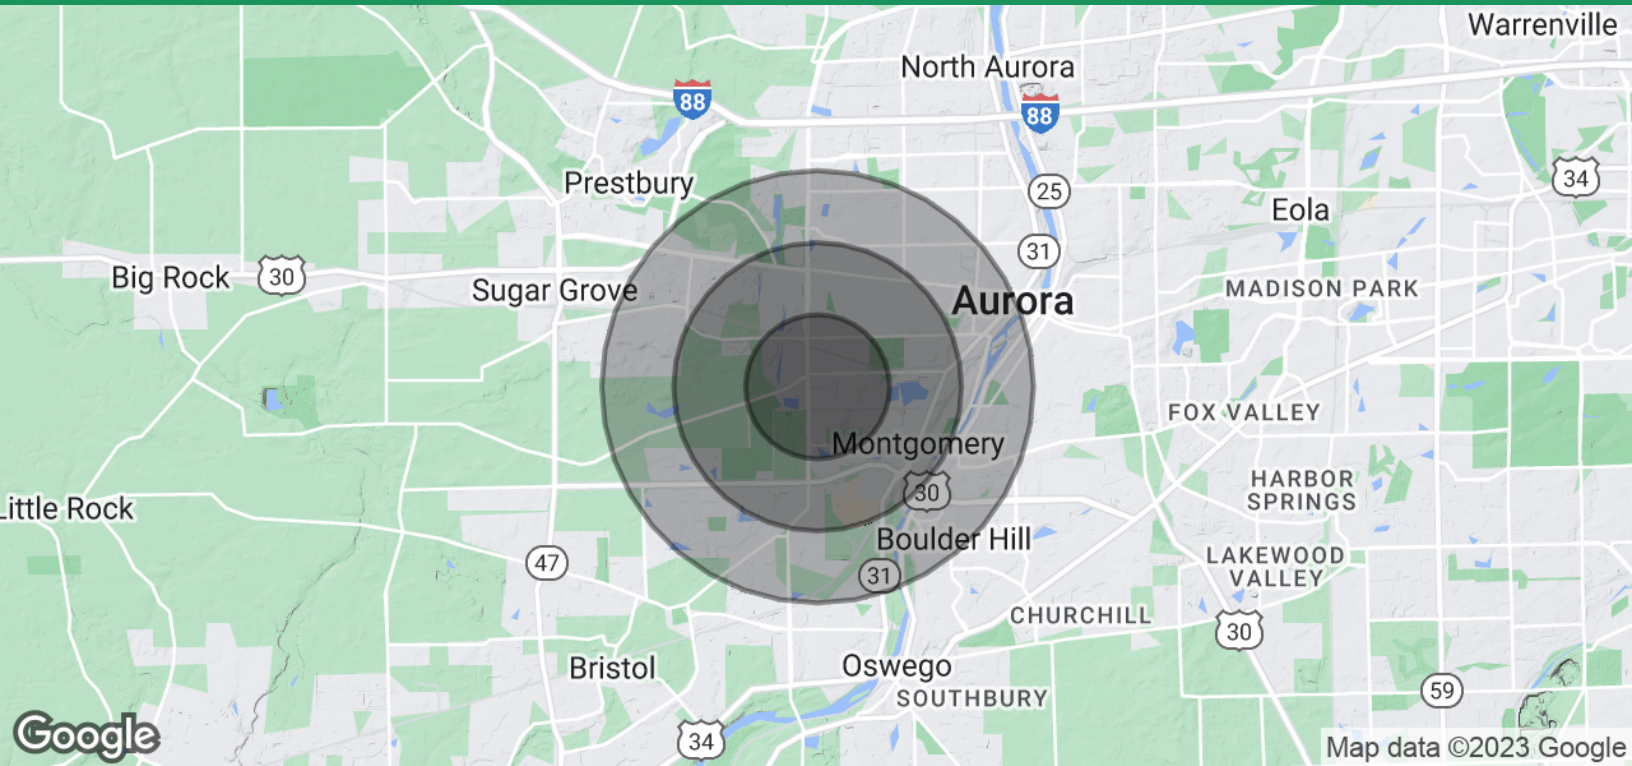 Warrenville
North Aurora
88
88
Prestbury
25
34
Eola
31
Big Rock
30
Sugar Grove
Aurora
MADISON PARK
FOX VALLEY
Montgomery
HARBOR
SPRINGS
30
Little Rock
Boulder Hill
47
31
LAKEWOOD
VALLEY
CHURCHILL
30
Bristol
Oswego
SOUTHBURY
59
34
Google
Map data ©2023 Google